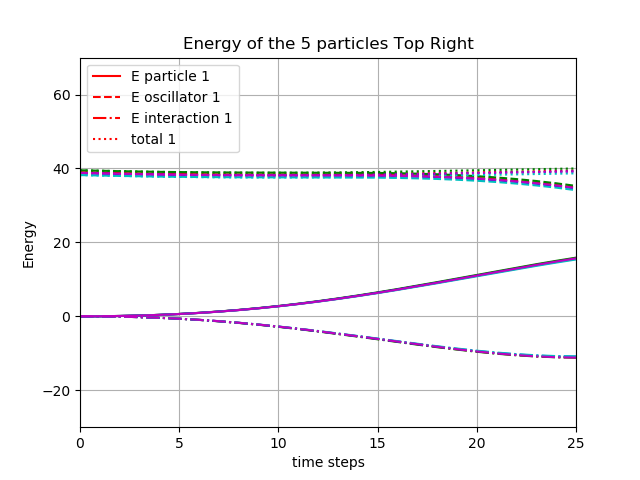 Energy of the 5 particles Top Right
E particle 1
E oscillator 1
E interaction 1
total 1
60
40
20
0
−20
Energy
0 5 10 15 20 25
time steps